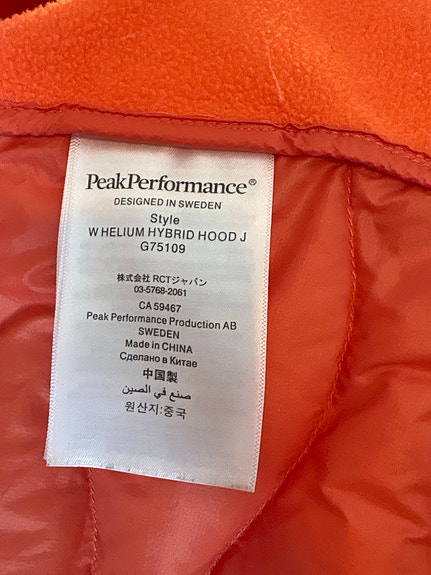 PeakPerformance®
DESIGNED IN SWEDEN
Style
W HELIUM HYBRID HOOD J
G75109
株式会社 RCTジャパン
03-5768-2061
CA 59467
Peak Performance Production AB
SWEDEN
Made in CHINA
Сделано в Китае
中国製
صنع في الصين
원산지:중국